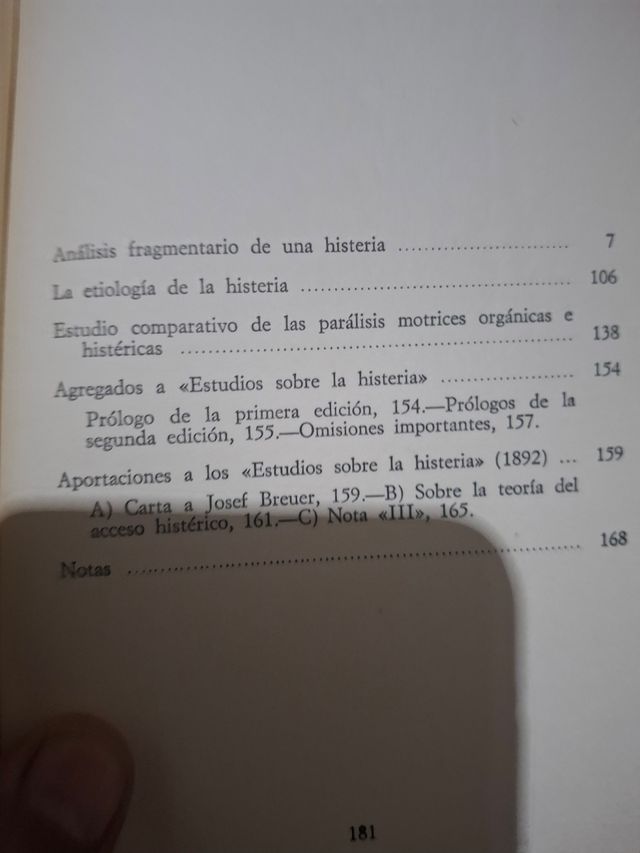 Análisis fragmentario de una histeria .......................... 7
La etiología de la histeria ......................................... 106
Estudio comparativo de las parálisis motrices orgánicas e
histéricas ............................................................ 138
Agregados a «Estudios sobre la histeria» .................... 154
Prólogo de la primera edición, 154.—Prólogos de la
segunda edición, 155.—Omisiones importantes, 157.
Aportaciones a los «Estudios sobre la histeria» (1892) ... 159
A) Carta a Josef Breuer, 159.—B) Sobre la teoría del
acceso histérico, 161.—C) Nota «III», 165.
Notas .................................................................. 168
181